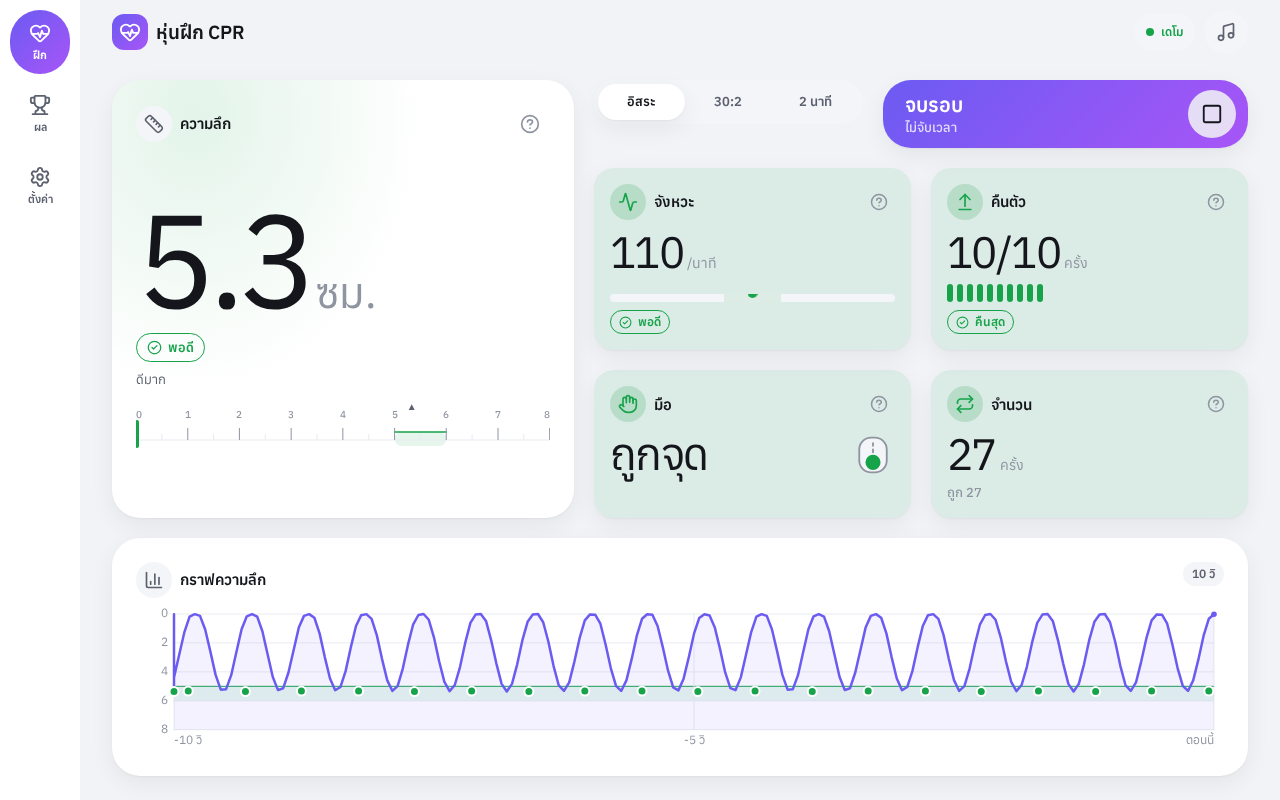 หุ่นฝึก CPR
เดโม
ฝึก
ผล
ตั้งค่า
ความลึก
5.3 ซม.
พอดี
ดีมาก
▲
0 1 2 3 4 5 6 7 8
อิสระ 30:2 2 นาที
จบรอบ
ไม่จับเวลา
จังหวะ
110 /นาที
พอดี
คืนตัว
10/10 ครั้ง
คืนสุด
มือ
ถูกจุด
จำนวน
27 ครั้ง
ถูก 27
กราฟความลึก
10 วิ
0
2
4
6
8
-10 วิ -5 วิ ตอนนี้